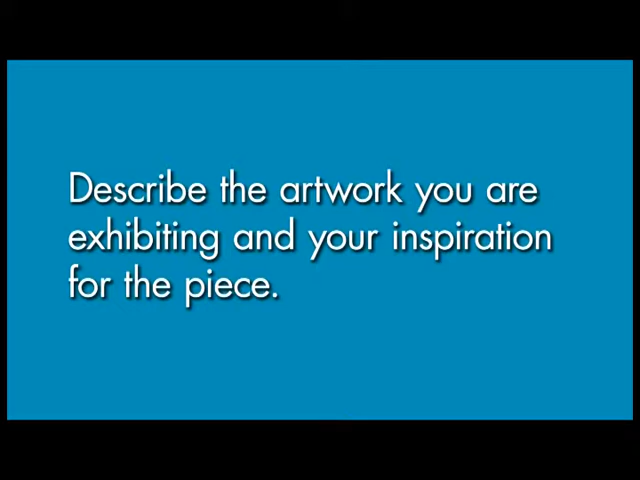 Describe the artwork you are
exhibiting and your inspiration
for the piece.